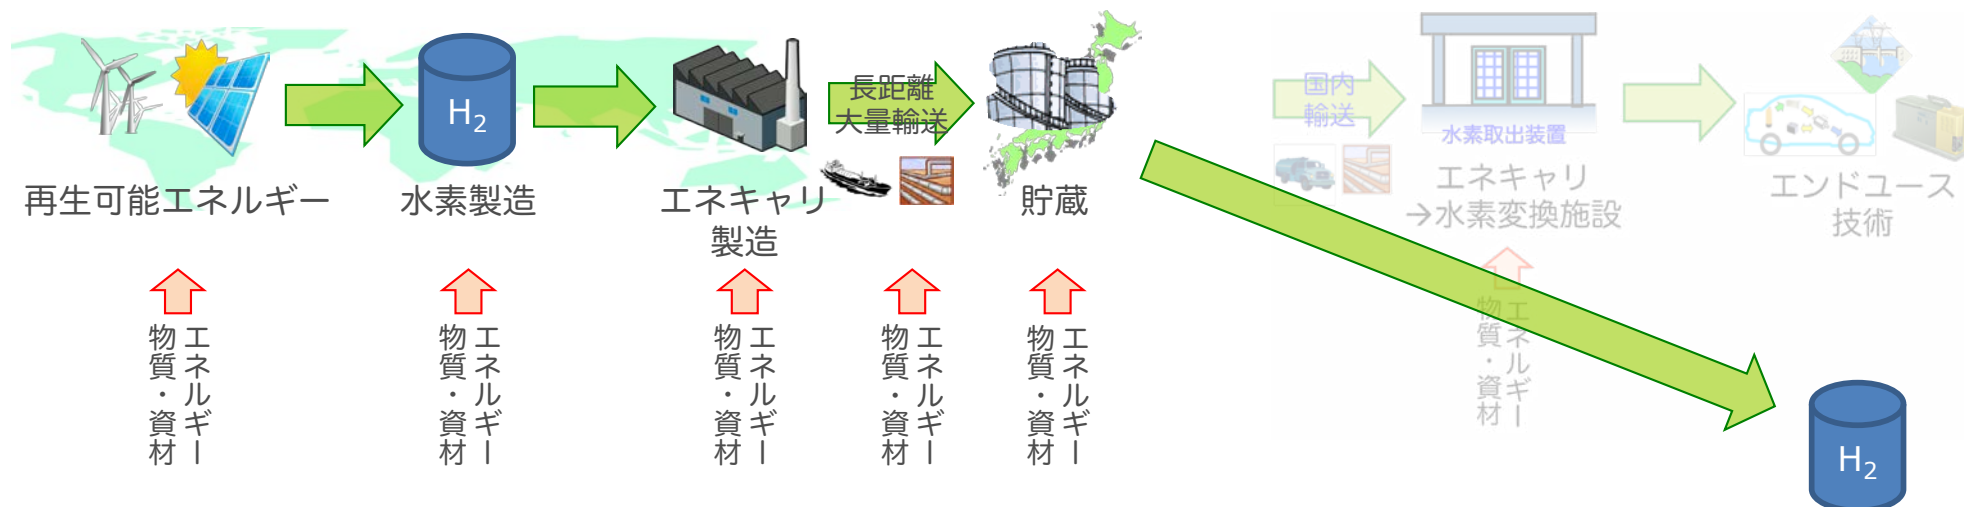 再生可能エネルギー
H2
水素製造
エネキャリ
製造
長距離
大量輸送
貯蔵
国内
輸送
水素取出装置
エネキャリ
→水素変換施設
エンドユース
技術
エネルギー
物質・資材
エネルギー
物質・資材
エネルギー
物質・資材
エネルギー
物質・資材
エネルギー
物質・資材
エネルギー
物質・資材
H2